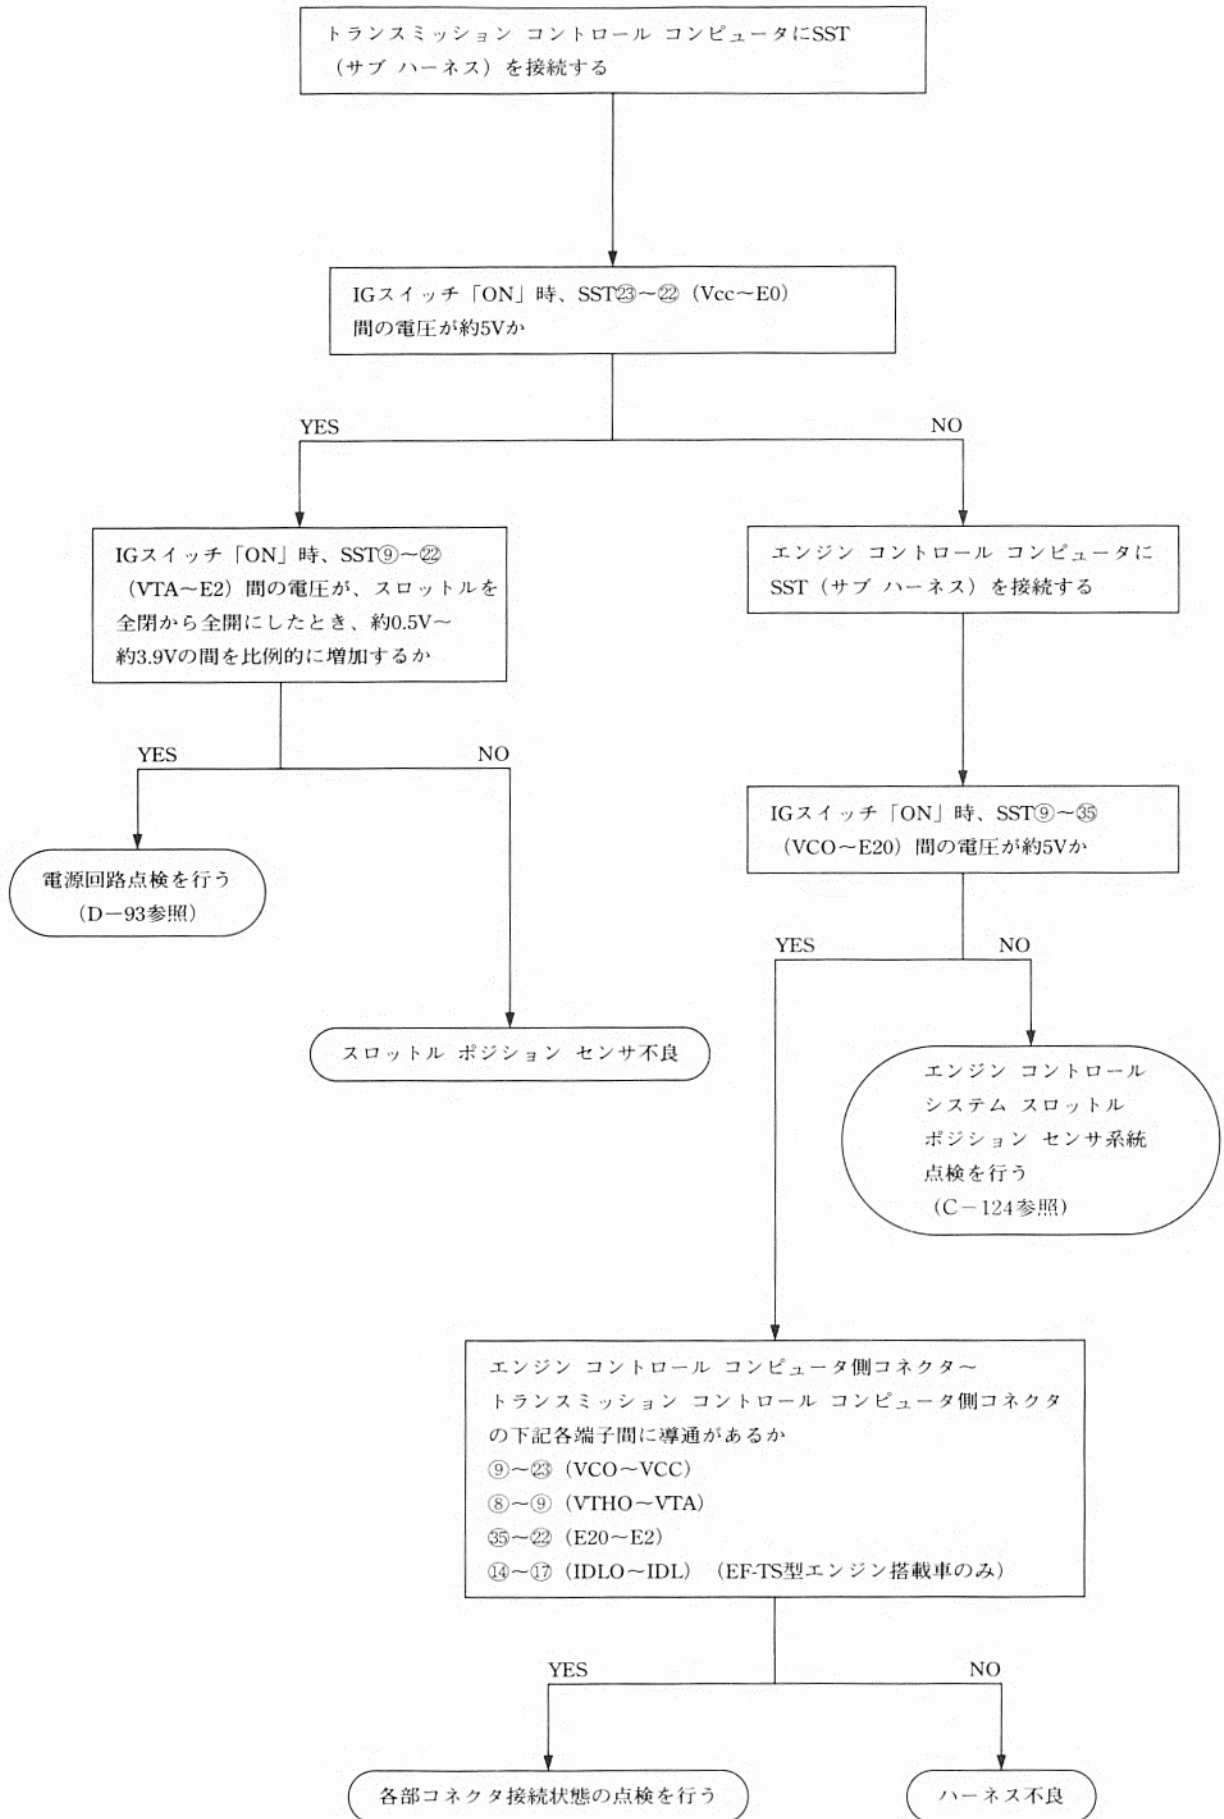 トランスミッション コントロール コンピュータにSST
（サブ ハーネス）を接続する
IGスイッチ「ON」時、SST㉓～㉒（Vcc～E0）
間の電圧が約5Vか
YES
NO
IGスイッチ「ON」時、SST⑨～㉒
（VTA～E2）間の電圧が、スロットルを
全閉から全開にしたとき、約0.5V～
約3.9Vの間を比例的に増加するか
エンジン コントロール コンピュータに
SST（サブ ハーネス）を接続する
YES
NO
IGスイッチ「ON」時、SST⑨～㉟
（VCO～E20）間の電圧が約5Vか
電源回路点検を行う
（D－93参照）
YES
NO
スロットル ポジション センサ不良
エンジン コントロール
システム スロットル
ポジション センサ系統
点検を行う
（C－124参照）
エンジン コントロール コンピュータ側コネクタ～
トランスミッション コントロール コンピュータ側コネクタ
の下記各端子間に導通があるか
⑨～㉓（VCO～VCC）
⑧～⑨（VTHO～VTA）
㉟～㉒（E20～E2）
⑭～⑰（IDLO～IDL）（EF-TS型エンジン搭載車のみ）
YES
NO
各部コネクタ接続状態の点検を行う
ハーネス不良